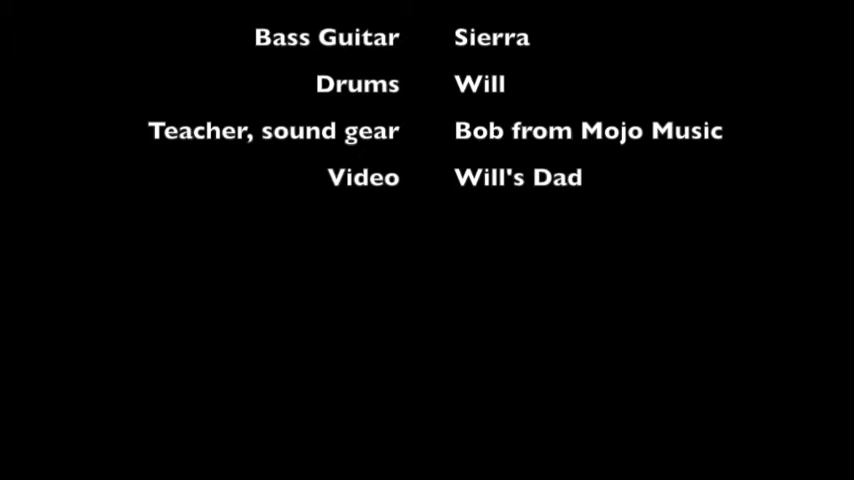 Bass Guitar Sierra
Drums Will
Teacher, sound gear Bob from Mojo Music
Video Will's Dad